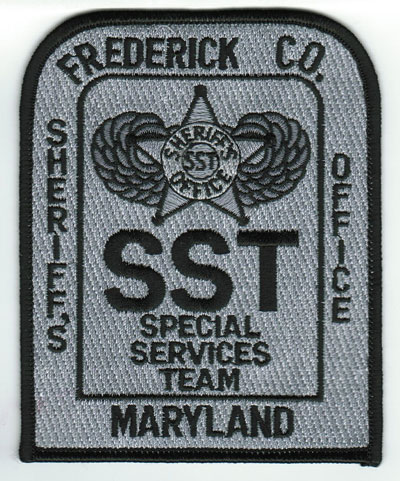 FREDERICK CO.
SHERIFF'S
OFFICE
SHERIFF'S
SST
OFFICE
SST
SPECIAL
SERVICES
TEAM
MARYLAND